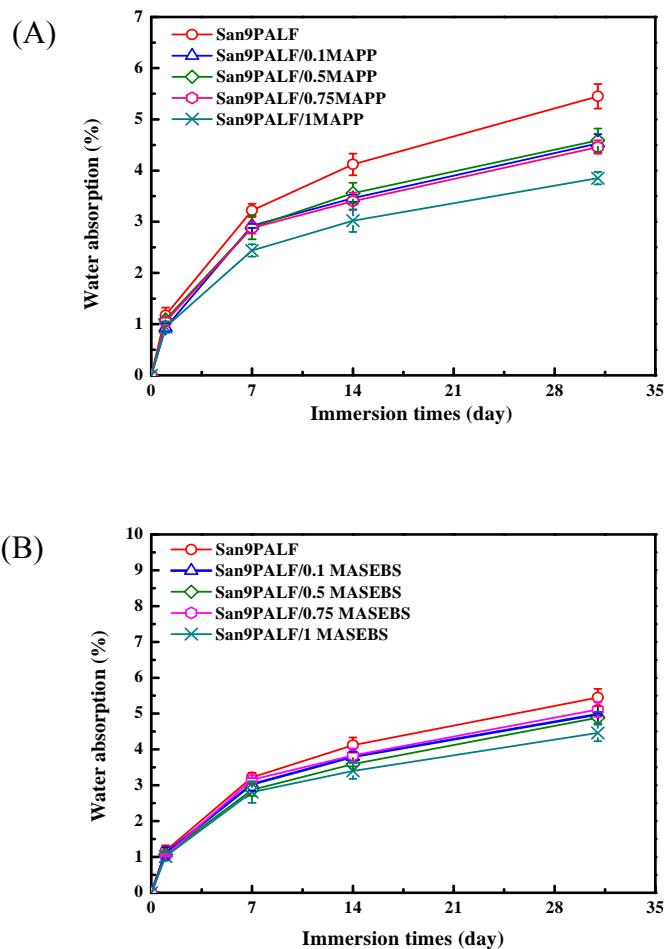 (A)
7
6
5
4
3
2
1
0
Water absorption (%)
San9PALF
San9PALF/0.1MAPP
San9PALF/0.5MAPP
San9PALF/0.75MAPP
San9PALF/1MAPP
0 7 14 21 28 35
Immersion times (day)
(B)
10
9
8
7
6
5
4
3
2
1
0
Water absorption (%)
San9PALF
San9PALF/0.1 MASEBS
San9PALF/0.5 MASEBS
San9PALF/0.75 MASEBS
San9PALF/1 MASEBS
0 7 14 21 28 35
Immersion times (day)